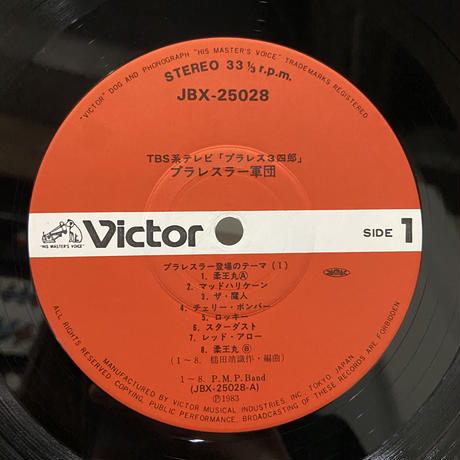 "VICTOR" DOG AND PHONOGRAPH "HIS MASTER'S VOICE" TRADEMARKS REGISTERED
STEREO 33 1/3 r.p.m.
JBX-25028
TBS系テレビ「プラレス3四郎」
プラレスラー軍団
"HIS MASTER'S VOICE"
Victor
SIDE 1
プラレスラー登場のテーマ(1)
1. 柔王丸Ⓐ
2. マッドハリケーン
3. ザ・魔人
4. チェリー・ボンバー
5. ロッキー
6. スターダスト
7. レッド・アロー
8. 柔王丸Ⓑ
(1〜8. 槌田靖識作・編曲)
1〜8. P.M.P.Band
(JBX-25028-A)
Ⓟ1983
MANUFACTURED BY VICTOR MUSICAL INDUSTRIES, INC. TOKYO, JAPAN
ALL RIGHTS RESERVED. UNAUTHORIZED COPYING, PUBLIC PERFORMANCE, BROADCASTING OF THESE RECORDS ARE FORBIDDEN.